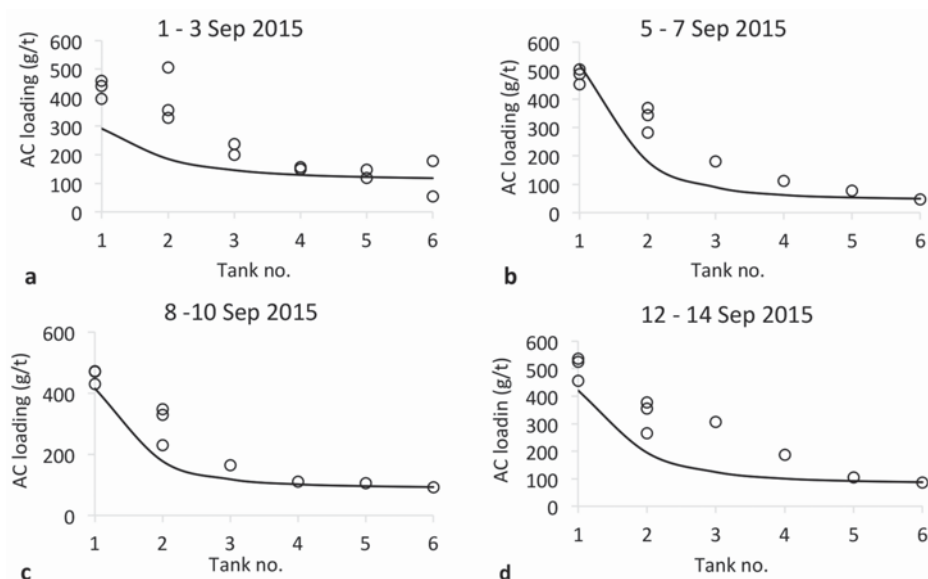 1 - 3 Sep 2015
AC loading (g/t)
600
500
400
300
200
100
0
1 2 3 4 5 6
Tank no.
a
5 - 7 Sep 2015
AC loading (g/t)
600
500
400
300
200
100
0
1 2 3 4 5 6
Tank no.
b
8 -10 Sep 2015
AC loading (g/t)
600
400
200
0
1 2 3 4 5 6
Tank no.
c
12 - 14 Sep 2015
AC loadin (g/t)
600
500
400
300
200
100
0
1 2 3 4 5 6
Tank no.
d